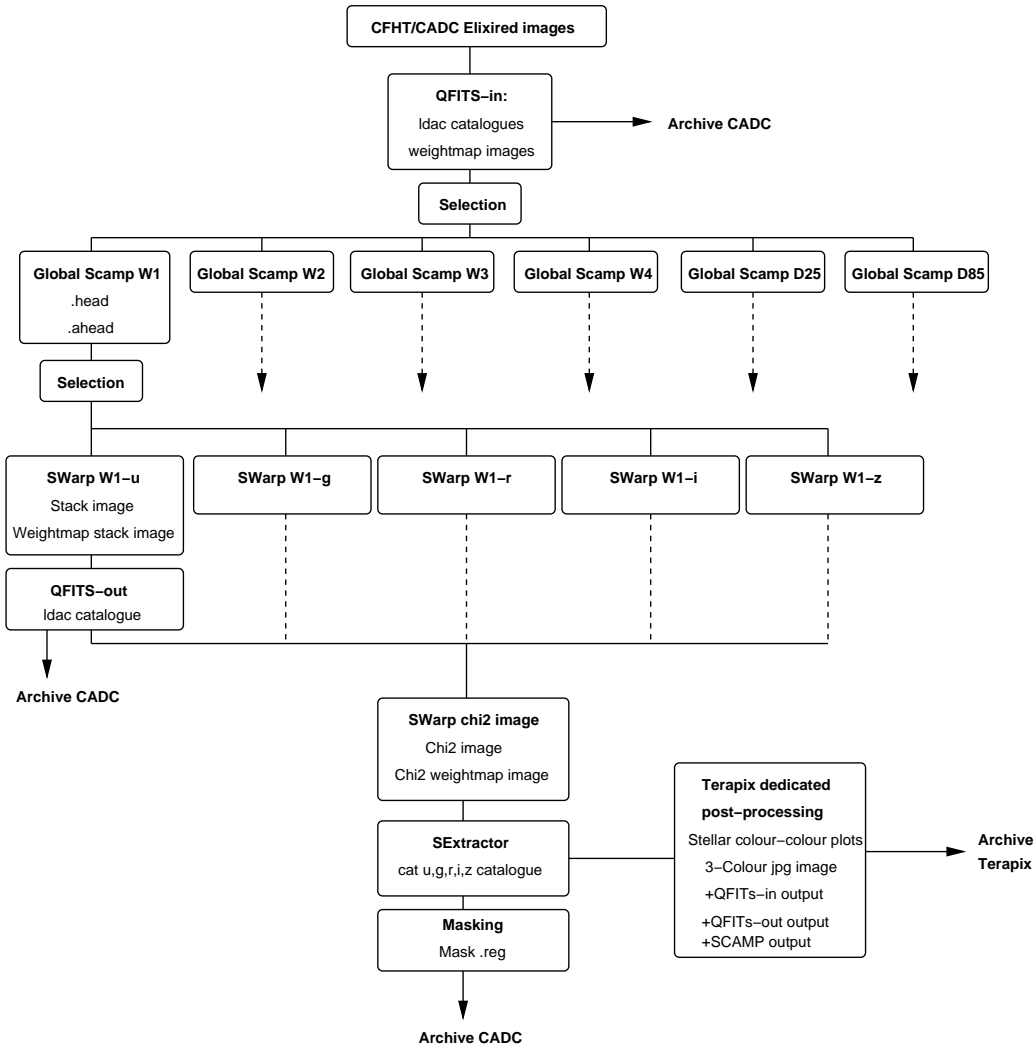 CFHT/CADC Elixired images
QFITS−in:
ldac catalogues
weightmap images
Archive CADC
Selection
Global Scamp W1
.head
.ahead
Global Scamp W2
Global Scamp W3
Global Scamp W4
Global Scamp D25
Global Scamp D85
Selection
SWarp W1−u
Stack image
Weightmap stack image
SWarp W1−g
SWarp W1−r
SWarp W1−i
SWarp W1−z
QFITS−out
ldac catalogue
Archive CADC
SWarp chi2 image
Chi2 image
Chi2 weightmap image
SExtractor
cat u,g,r,i,z catalogue
Masking
Mask .reg
Archive CADC
Terapix dedicated
post−processing
Stellar colour−colour plots
3−Colour jpg image
+QFITs−in output
+QFITs−out output
+SCAMP output
Archive
Terapix